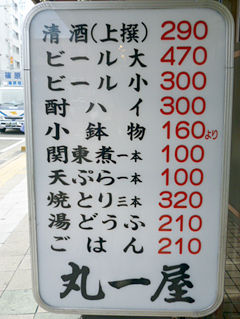 清酒(上撰) 290
ビール大 470
ビール小 300
酎ハイ 300
小鉢物 160より
関東煮一本 100
天ぷら一本 100
焼とり三本 320
湯どうふ 210
ごはん 210
丸一屋